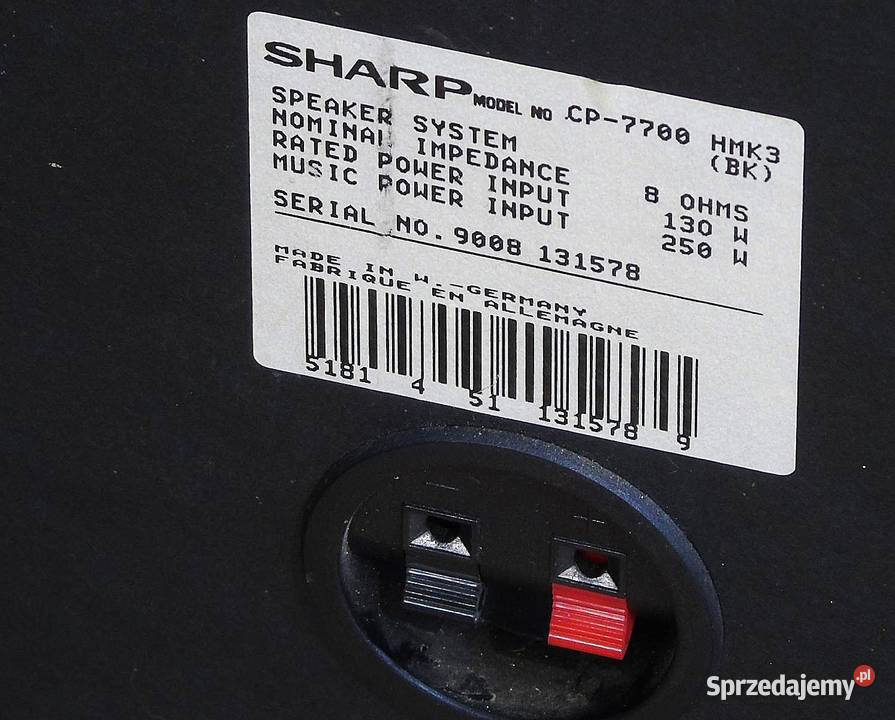 SHARP MODEL NO. CP-7700 HMK3
(BK)
SPEAKER SYSTEM
NOMINAL IMPEDANCE 8 OHMS
RATED POWER INPUT 130 W
MUSIC POWER INPUT 250 W
SERIAL NO. 9008 131578
MADE IN W.-GERMANY
FABRIQUE EN ALLEMAGNE
5181 4 51 131578 9
Sprzedajemy.pl